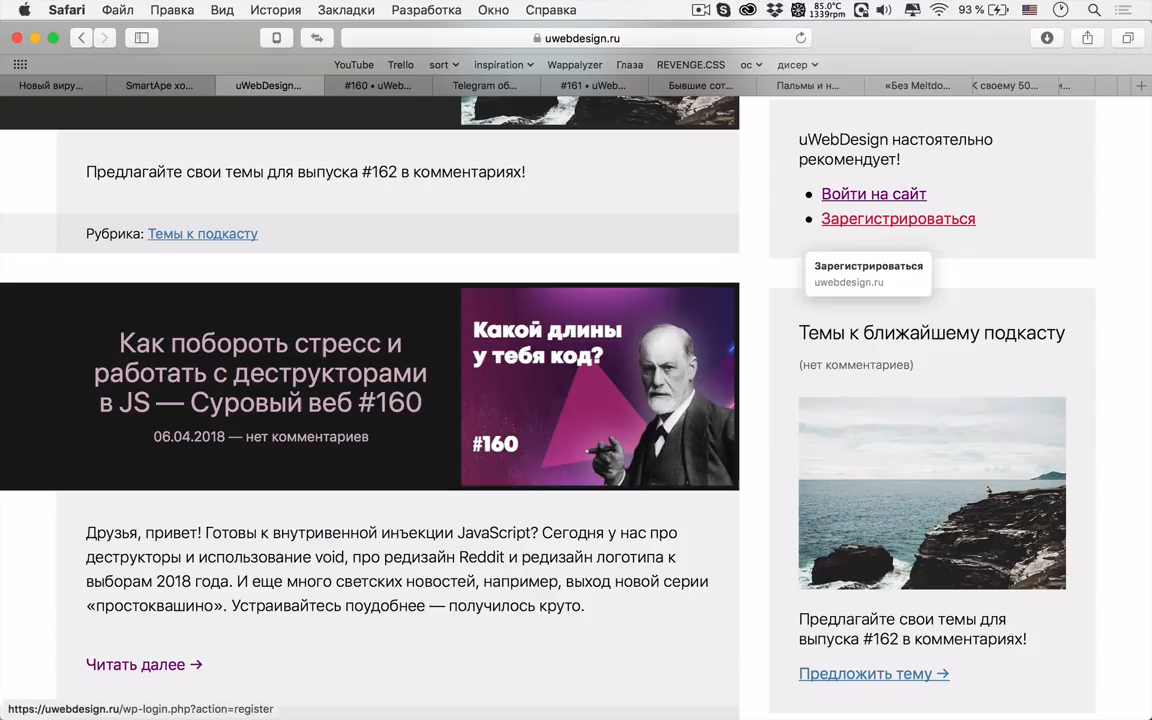 Safari Файл Правка Вид История Закладки Разработка Окно Справка 85.0°C 1339rpm 93 %
uwebdesign.ru
YouTube Trello sort inspiration Wappalyzer Глаза REVENGE.CSS ос дисер
Новый виру... SmartApe хо... uWebDesign... #160 • uWeb... Telegram об... #161 • uWeb... Бывшие сот... Пальмы и н... «Без Meltdo... К своему 50... и...
Предлагайте свои темы для выпуска #162 в комментариях!
Рубрика: Темы к подкасту
Как побороть стресс и
работать с деструкторами
в JS — Суровый веб #160
06.04.2018 — нет комментариев
Какой длины
у тебя код?
#160
Друзья, привет! Готовы к внутривенной инъекции JavaScript? Сегодня у нас про
деструкторы и использование void, про редизайн Reddit и редизайн логотипа к
выборам 2018 года. И еще много светских новостей, например, выход новой серии
«простоквашино». Устраивайтесь поудобнее — получилось круто.
Читать далее →
uWebDesign настоятельно
рекомендует!
• Войти на сайт
• Зарегистрироваться
Зарегистрироваться
uwebdesign.ru
Темы к ближайшему подкасту
(нет комментариев)
Предлагайте свои темы для
выпуска #162 в комментариях!
Предложить тему →
https://uwebdesign.ru/wp-login.php?action=register